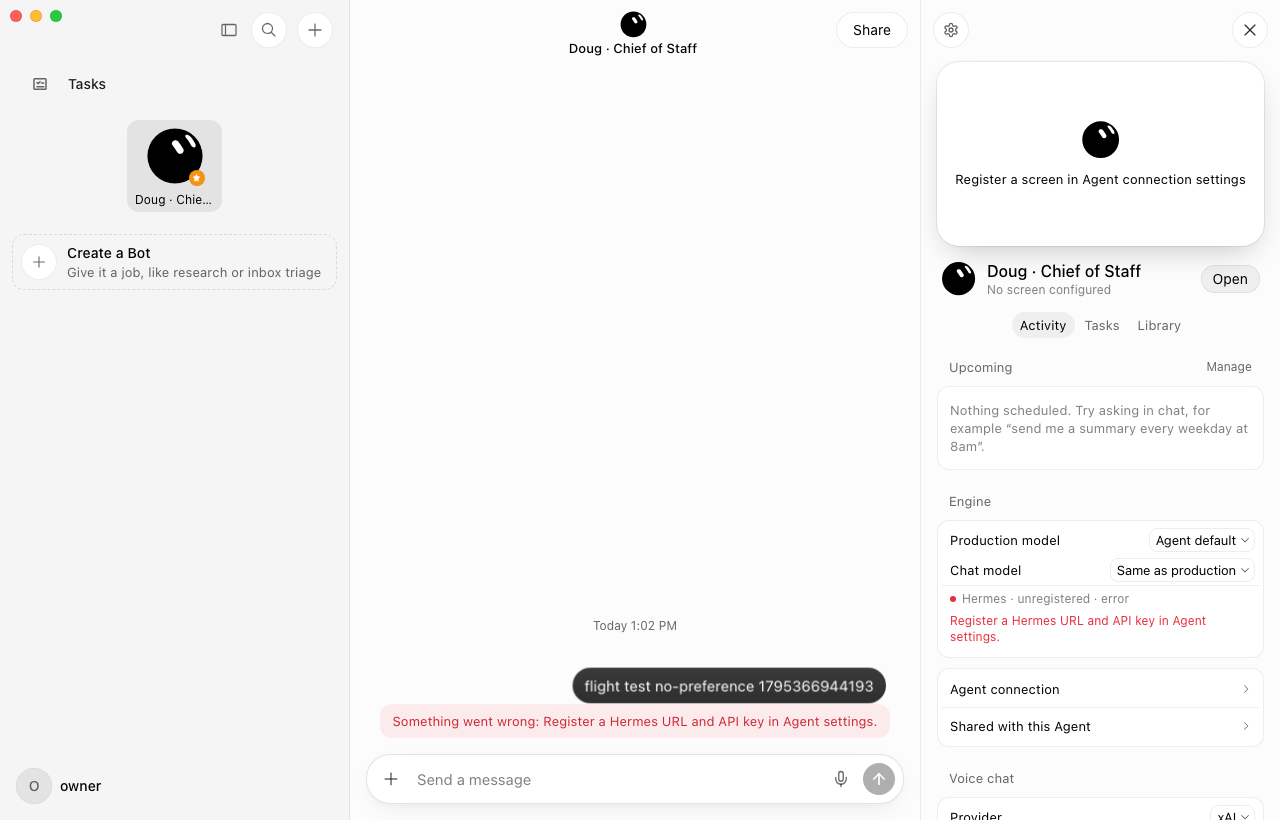 Tasks
Doug · Chie...
Create a Bot
Give it a job, like research or inbox triage
O
owner
Doug · Chief of Staff
Share
Today 1:02 PM
flight test no-preference 1795366944193
Something went wrong: Register a Hermes URL and API key in Agent settings.
Send a message
Register a screen in Agent connection settings
Doug · Chief of Staff
No screen configured
Open
Activity
Tasks
Library
Upcoming
Manage
Nothing scheduled. Try asking in chat, for
example “send me a summary every weekday at
8am”.
Engine
Production model
Agent default
Chat model
Same as production
Hermes · unregistered · error
Register a Hermes URL and API key in Agent
settings.
Agent connection
Shared with this Agent
Voice chat
Provider
xAI